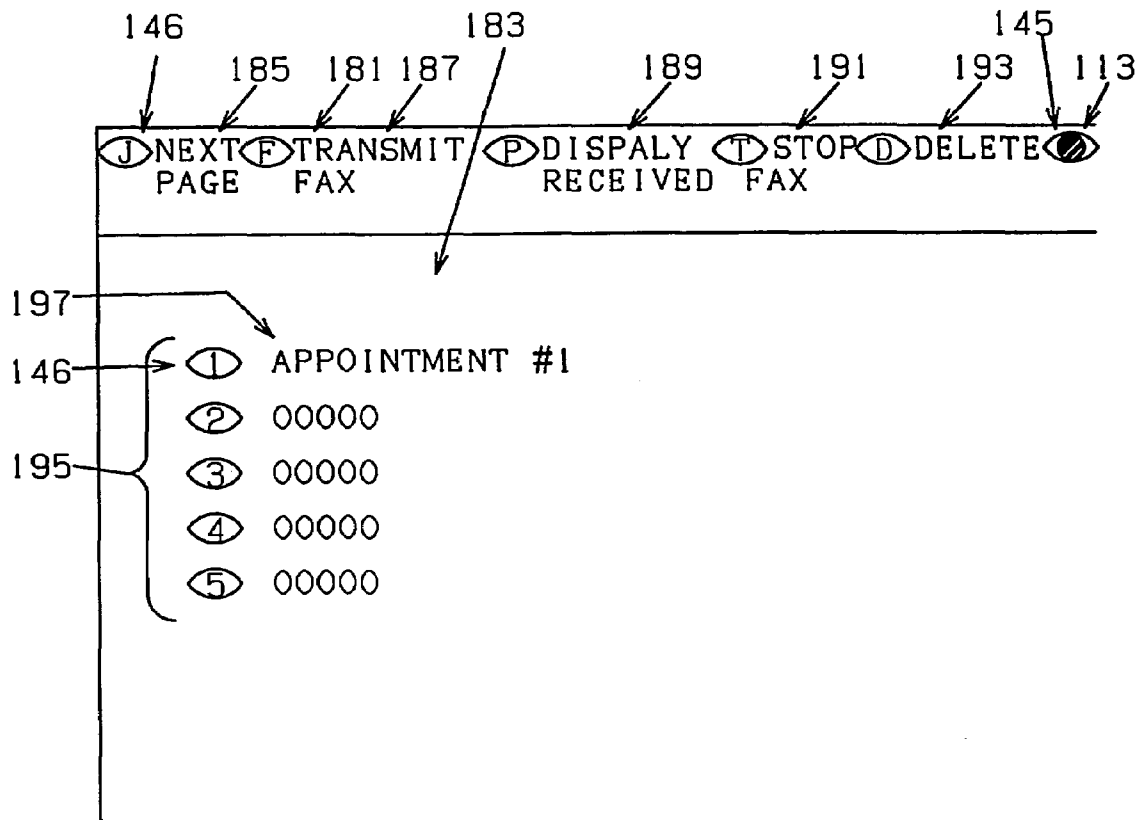 146 183 145
185 181 187 189 191 193 113
J NEXT F TRANSMIT P DISPALY T STOP D DELETE
PAGE FAX RECEIVED FAX
197
146 1 APPOINTMENT #1
2 00000
195 3 00000
4 00000
5 00000